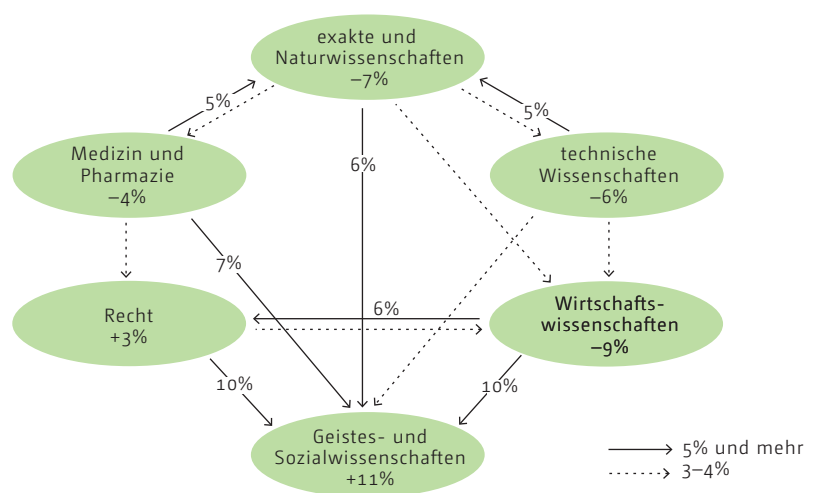 exakte und
Naturwissenschaften
–7%
5%
5%
6%
Medizin und
Pharmazie
–4%
technische
Wissenschaften
–6%
7%
Recht
+3%
6%
Wirtschafts-
wissenschaften
–9%
10%
10%
Geistes- und
Sozialwissenschaften
+11%
5% und mehr
3–4%